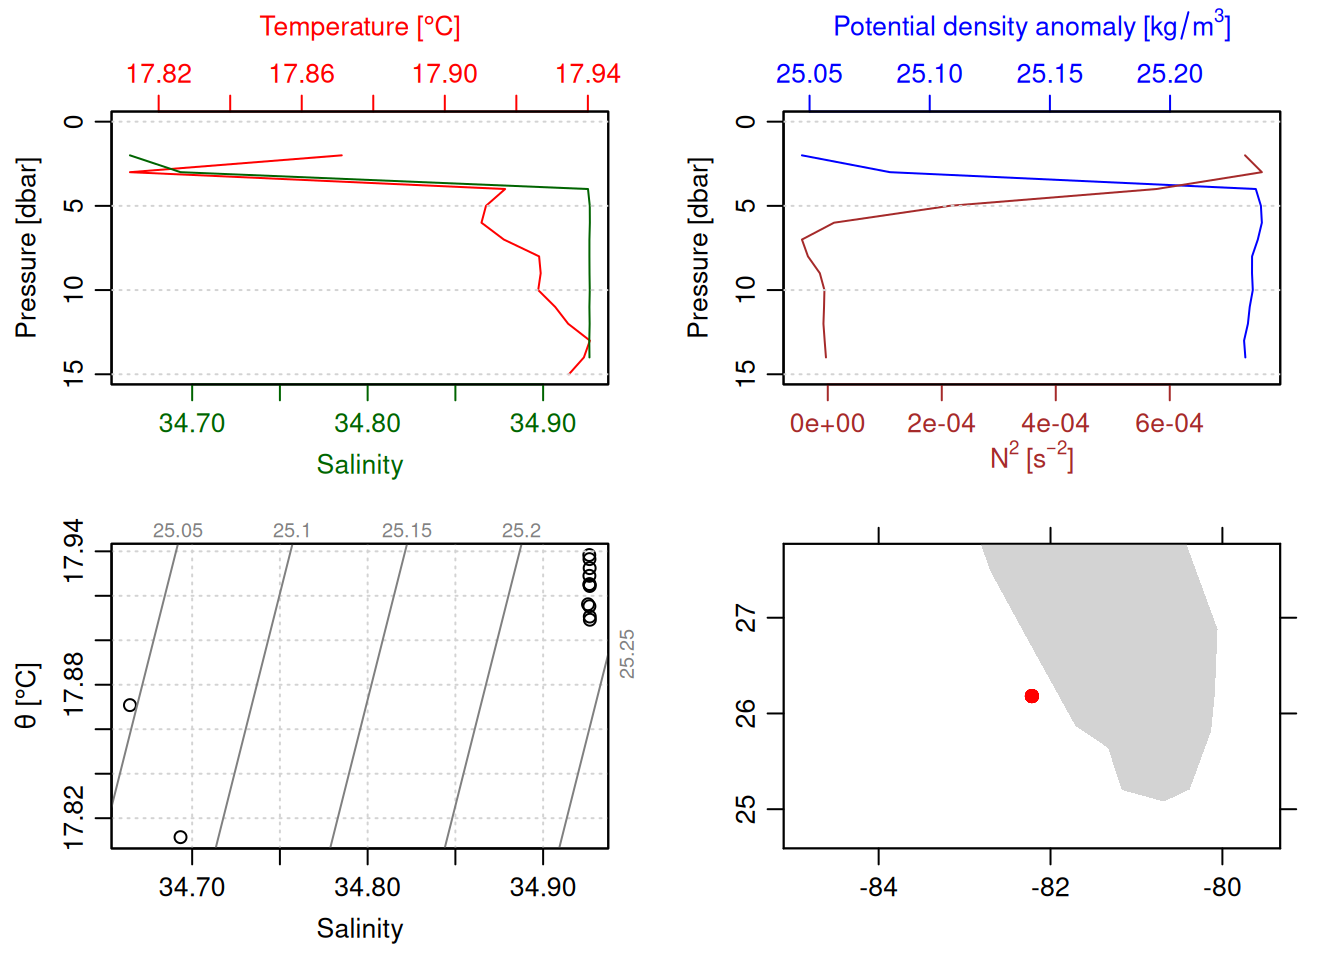 Temperature [°C]
17.82 17.86 17.90 17.94
Pressure [dbar]
0 5 10 15
34.70 34.80 34.90
Salinity
Potential density anomaly [kg/m³]
25.05 25.10 25.15 25.20
Pressure [dbar]
0 5 10 15
0e+00 2e-04 4e-04 6e-04
N² [s⁻²]
25.05 25.1 25.15 25.2
25.25
θ [°C]
17.94 17.88 17.82
34.70 34.80 34.90
Salinity
27 26 25
-84 -82 -80